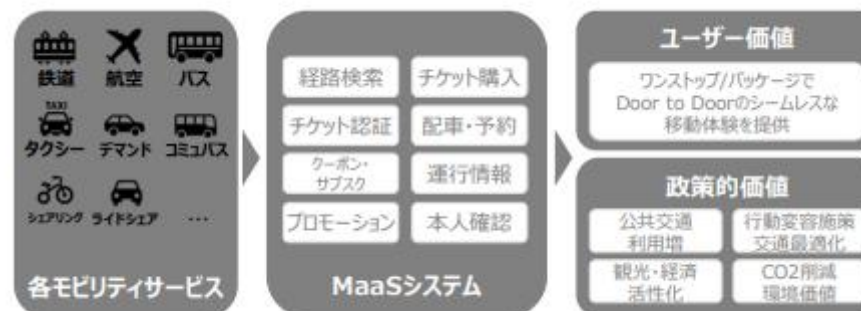 鉄道
航空
バス
TAXI
タクシー
デマンド
コミュバス
シェアリング
ライドシェア
…
各モビリティサービス
経路検索
チケット購入
チケット認証
配車・予約
クーポン・
サブスク
運行情報
プロモーション
本人確認
MaaSシステム
ユーザー価値
ワンストップ/パッケージで
Door to Doorのシームレスな
移動体験を提供
政策的価値
公共交通
利用増
行動変容施策
交通最適化
観光・経済
活性化
CO2削減
環境価値